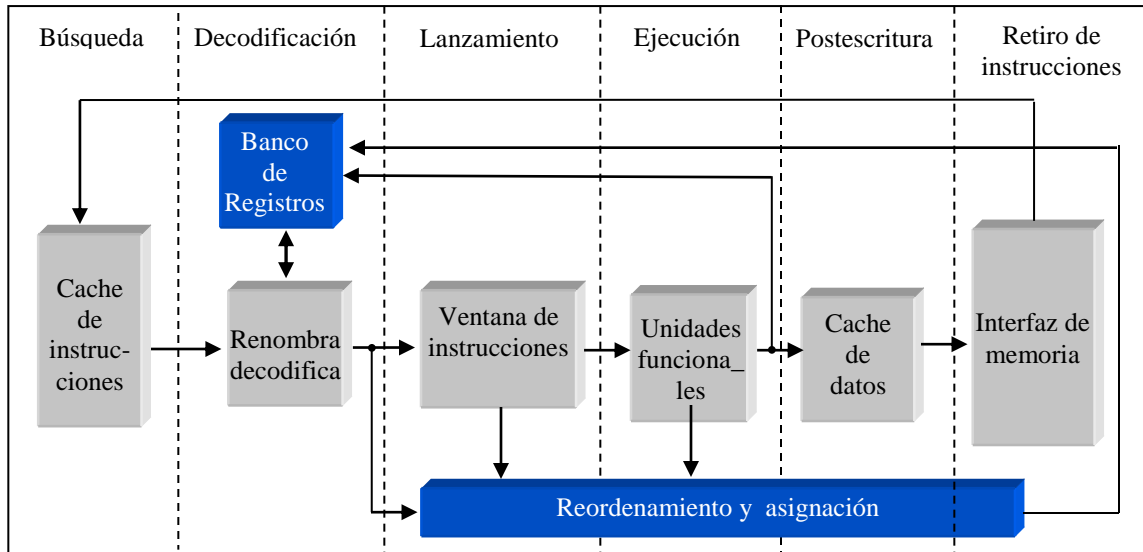 Búsqueda
Decodificación
Lanzamiento
Ejecución
Postescritura
Retiro de
instrucciones
Banco
de
Registros
Cache
de
instruc-
ciones
Renombra
decodifica
Ventana de
instrucciones
Unidades
funciona_
les
Cache
de
datos
Interfaz de
memoria
Reordenamiento y asignación